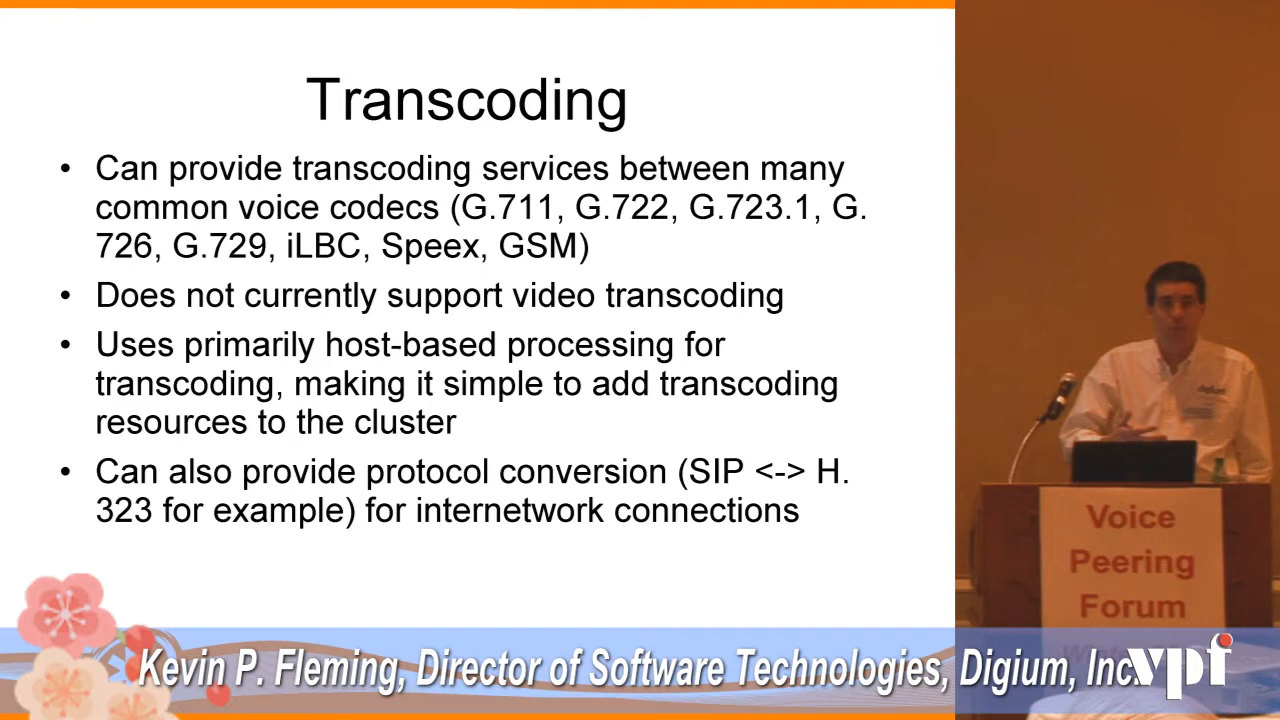 Transcoding
• Can provide transcoding services between many
common voice codecs (G.711, G.722, G.723.1, G.
726, G.729, iLBC, Speex, GSM)
• Does not currently support video transcoding
• Uses primarily host-based processing for
transcoding, making it simple to add transcoding
resources to the cluster
• Can also provide protocol conversion (SIP <-> H.
323 for example) for internetwork connections
digium
Voice
Peering
Forum
Kevin P. Fleming, Director of Software Technologies, Digium, Inc.
vpf